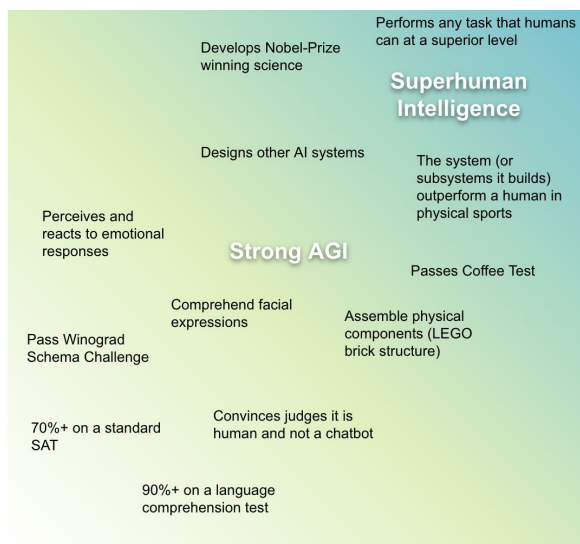 Performs any task that humans
can at a superior level
Develops Nobel-Prize
winning science
Superhuman
Intelligence
Designs other AI systems
The system (or
subsystems it builds)
outperform a human in
physical sports
Perceives and
reacts to emotional
responses
Strong AGI
Passes Coffee Test
Comprehend facial
expressions
Assemble physical
components (LEGO
brick structure)
Pass Winograd
Schema Challenge
Convinces judges it is
human and not a chatbot
70%+ on a standard
SAT
90%+ on a language
comprehension test